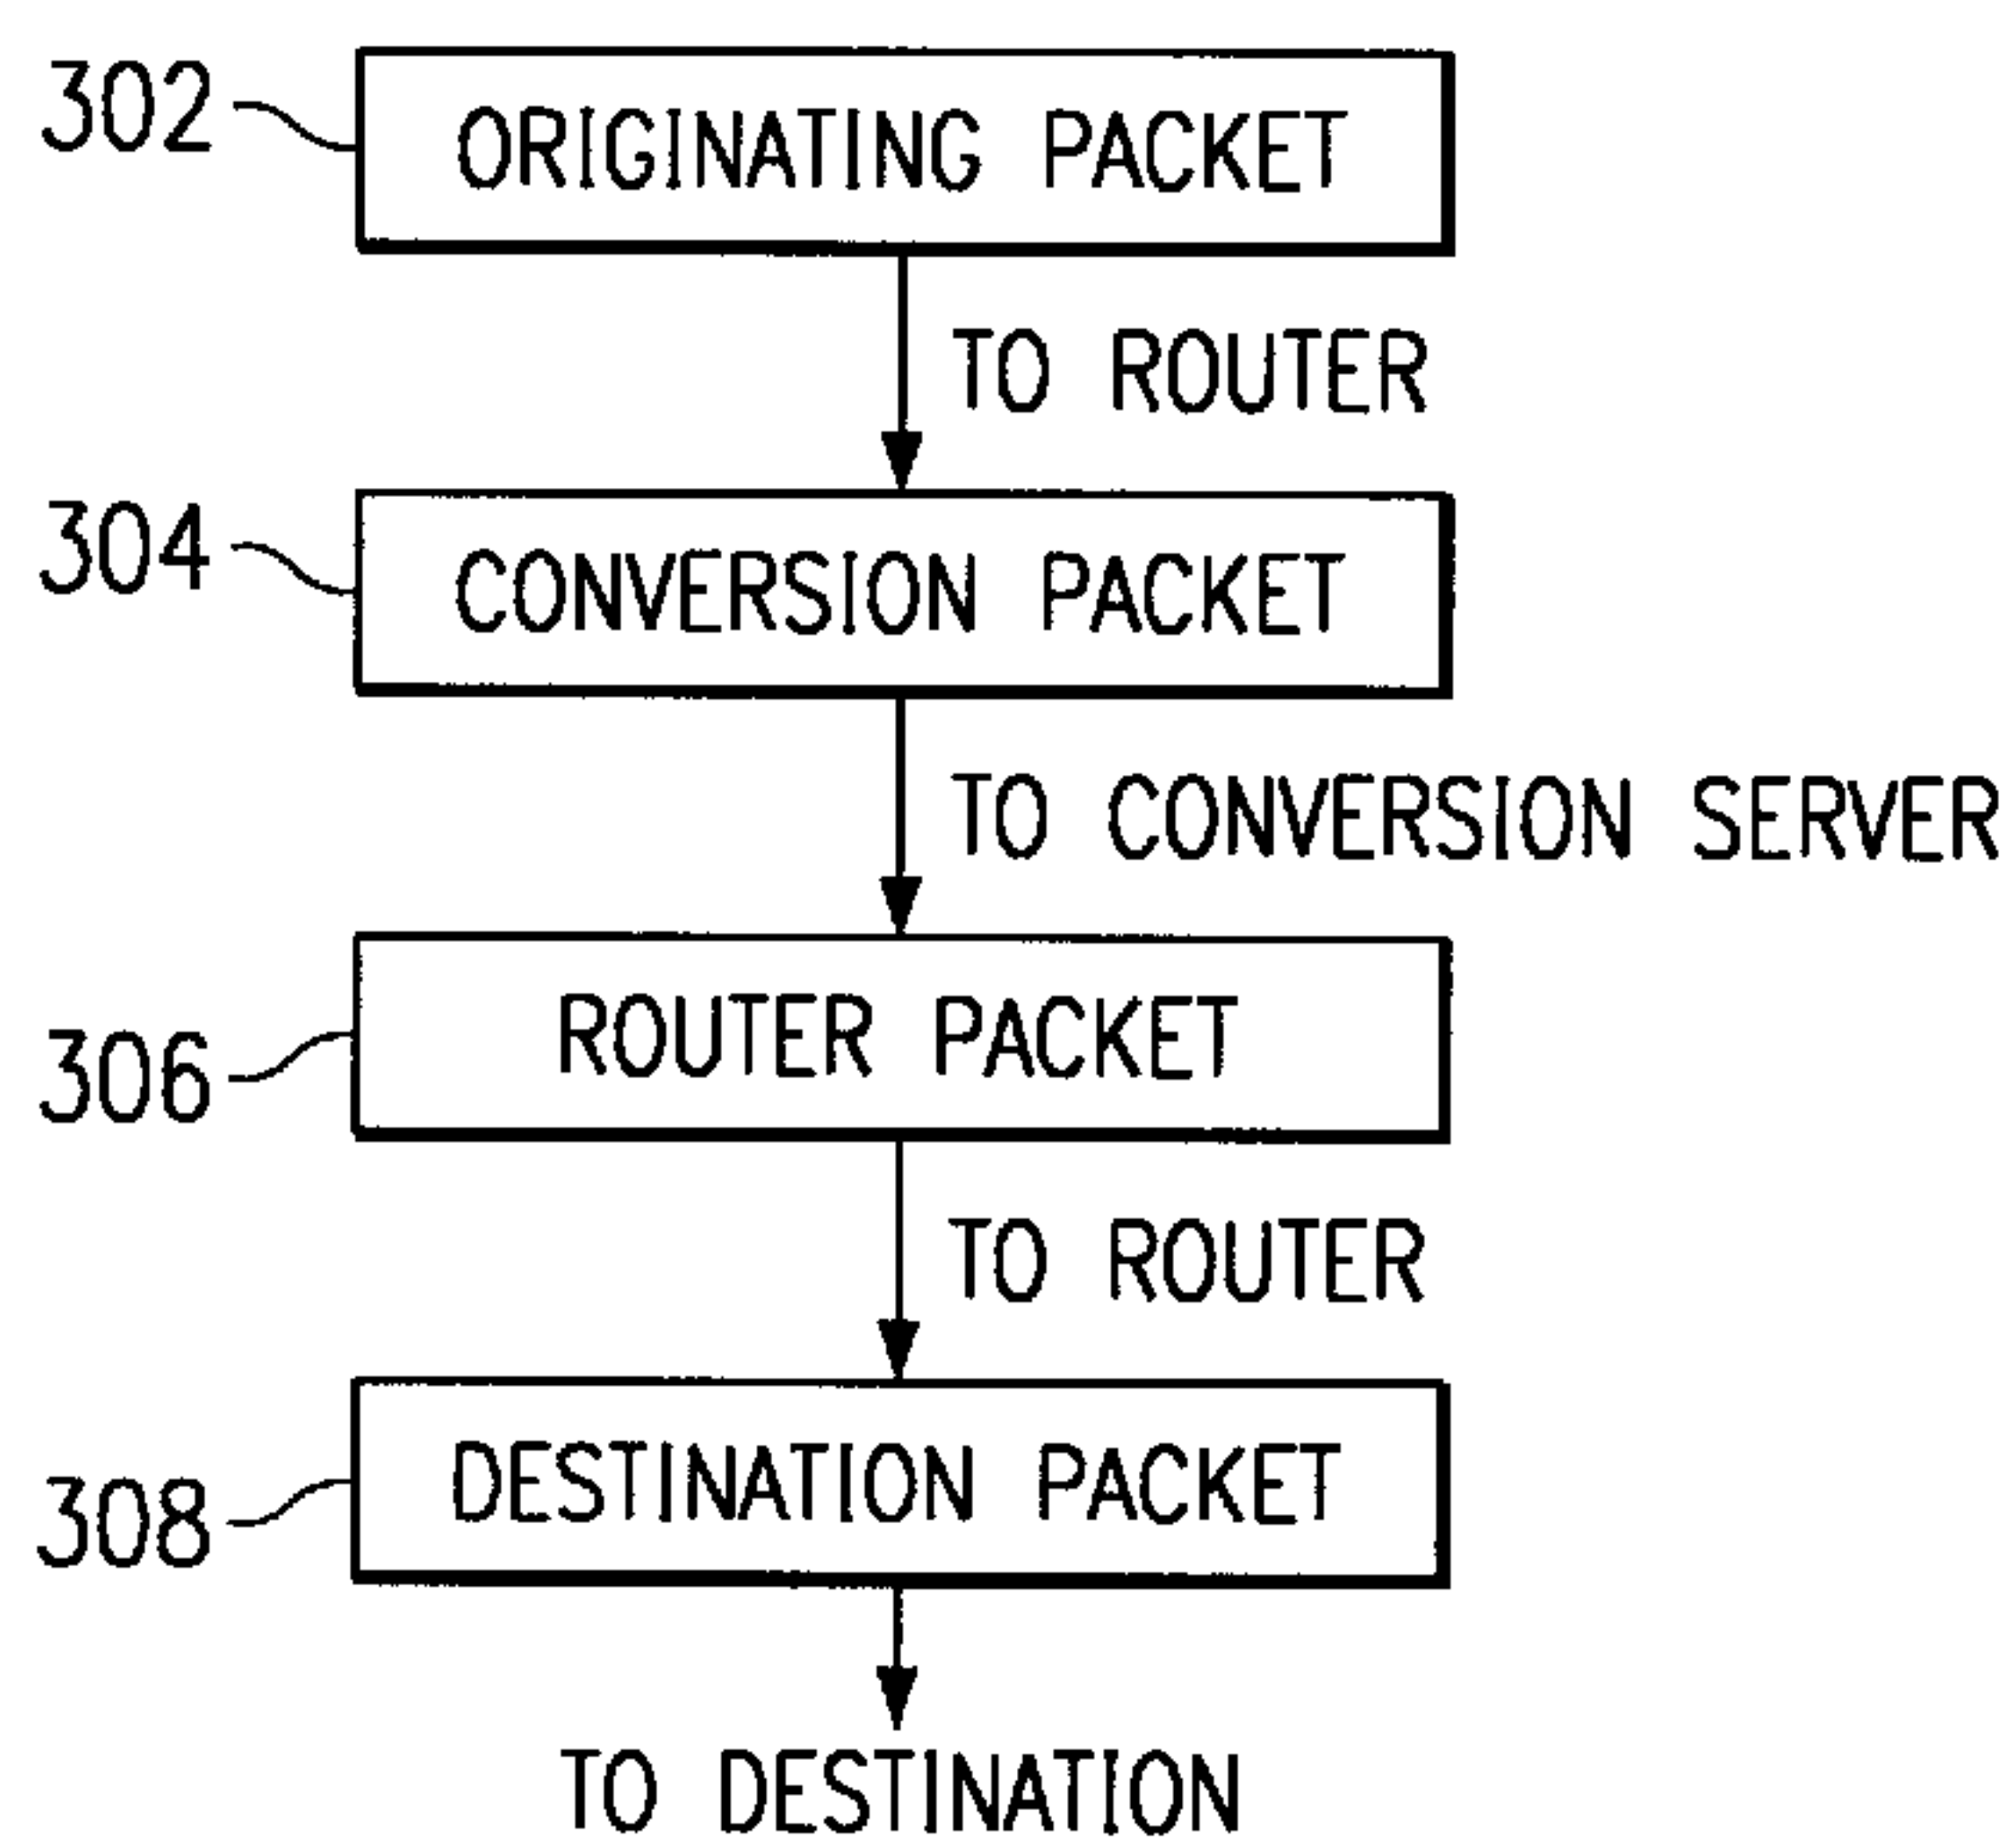 302
ORIGINATING PACKET
TO ROUTER
304
CONVERSION PACKET
TO CONVERSION SERVER
306
ROUTER PACKET
TO ROUTER
308
DESTINATION PACKET
TO DESTINATION